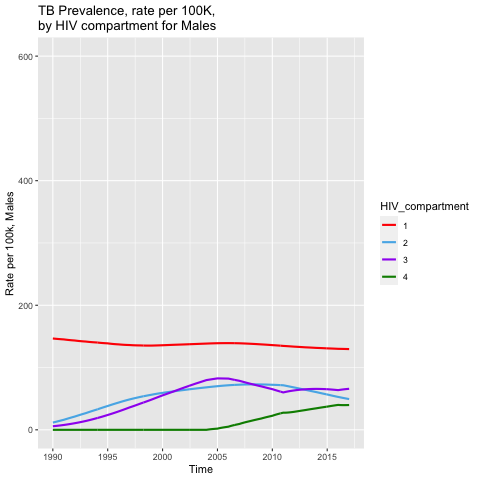 TB Prevalence, rate per 100K,
by HIV compartment for Males
Rate per 100k, Males
600
400
200
0
1990
1995
2000
2005
2010
2015
Time
HIV_compartment
1
2
3
4